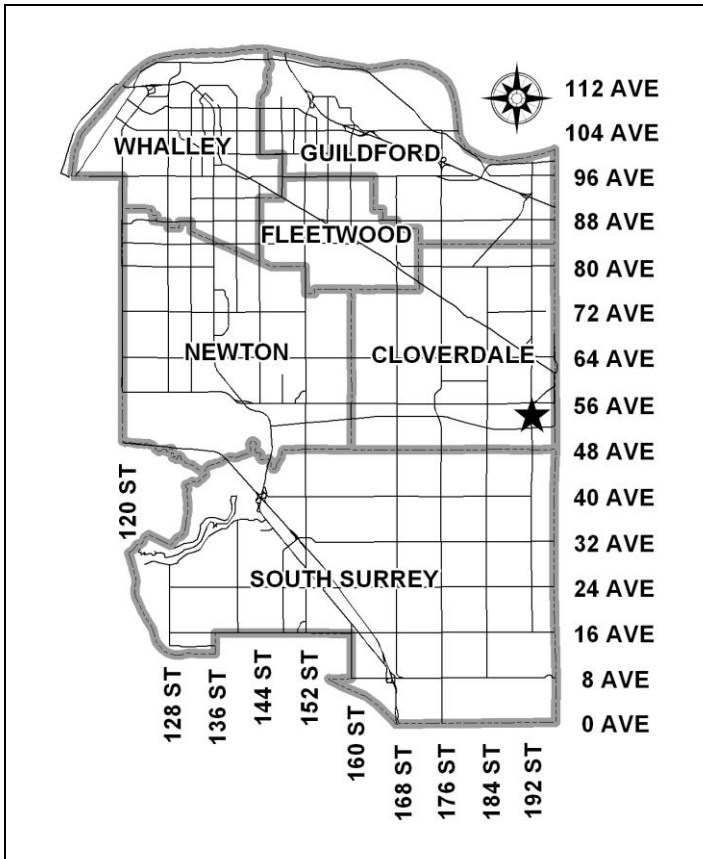 112 AVE
104 AVE
WHALLEY
GUILDFORD
96 AVE
88 AVE
FLEETWOOD
80 AVE
72 AVE
NEWTON
CLOVERDALE
64 AVE
56 AVE
48 AVE
120 ST
40 AVE
32 AVE
SOUTH SURREY
24 AVE
16 AVE
128 ST
136 ST
144 ST
152 ST
160 ST
8 AVE
168 ST
176 ST
184 ST
192 ST
0 AVE